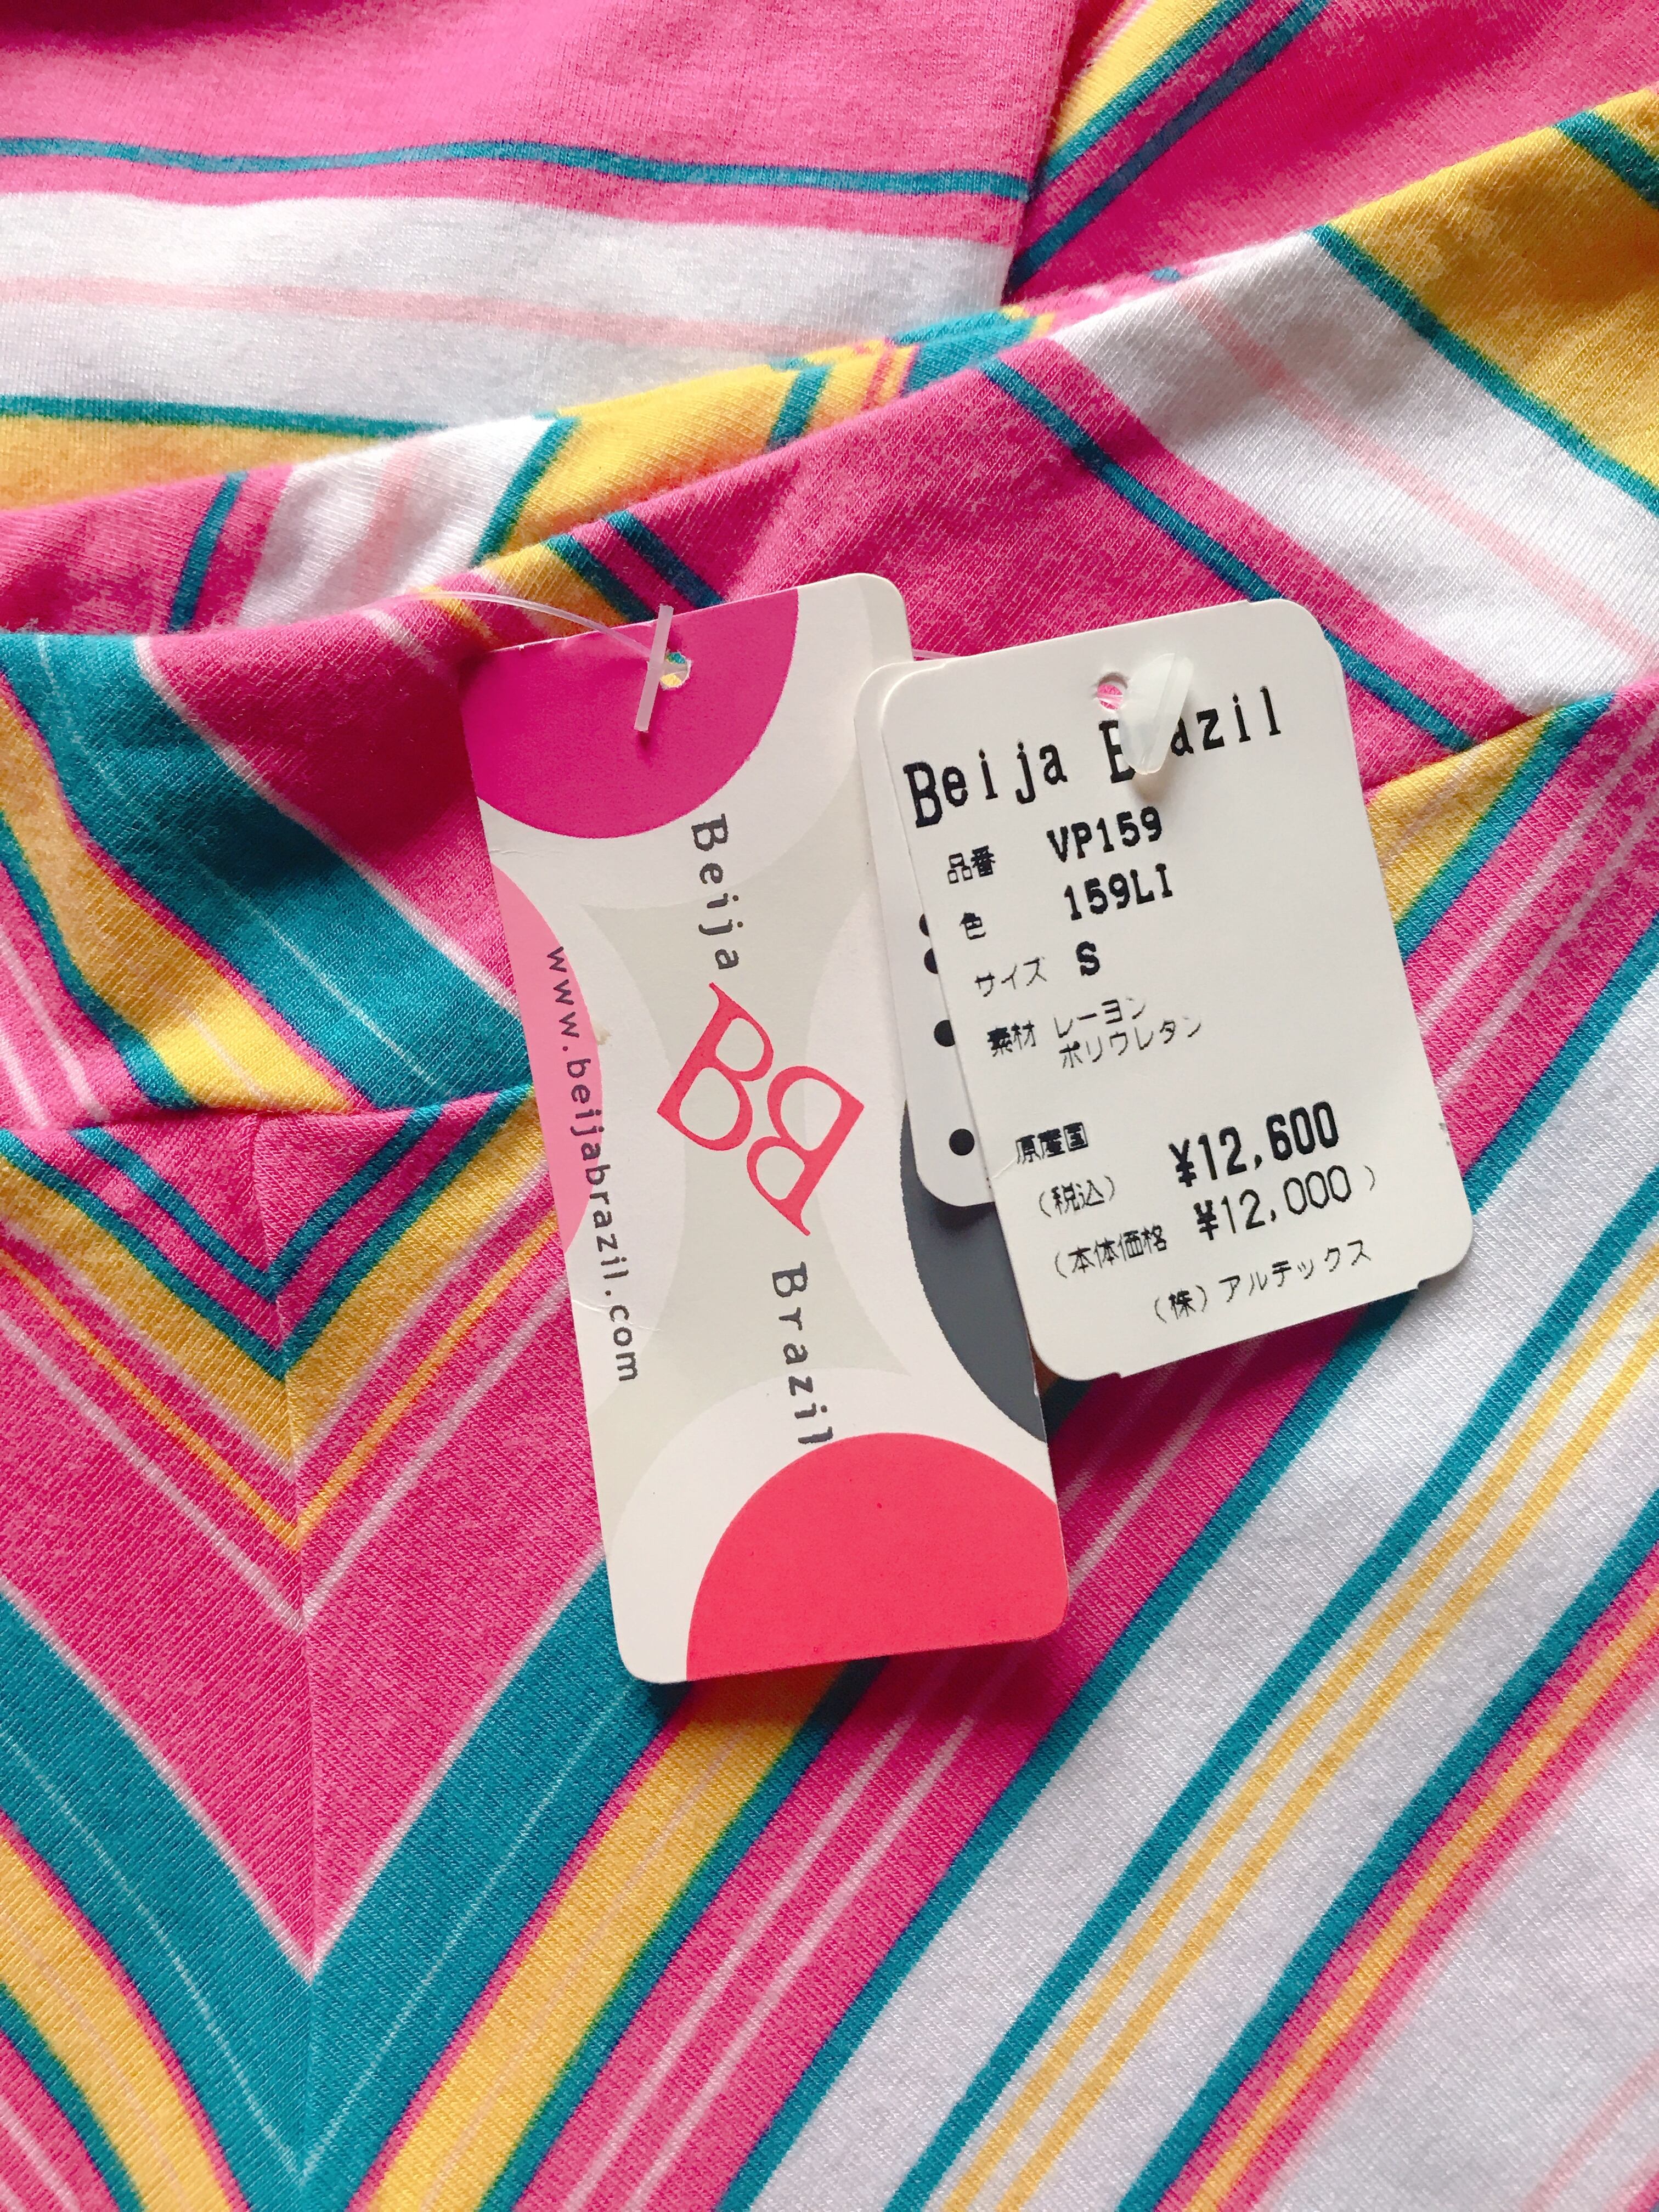 Beija BB Brazil
www.beijabrazil.com
Beija Brazil
品番 VP159
色 159LI
サイズ S
素材 レーヨン
ポリウレタン
原産国
(税込) ¥12,600
(本体価格 ¥12,000)
(株)アルテックス